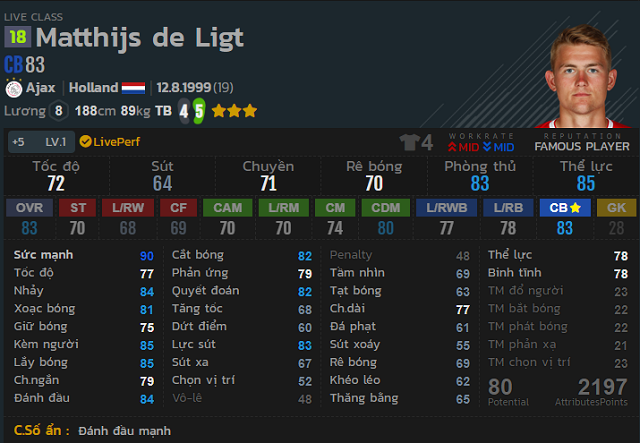 LIVE CLASS
18 Matthijs de Ligt
CB 83
Ajax Holland 12.8.1999 (19)
Lương 8 188cm 89kg TB 4 5
+5 LV.1 LivePerf 4 WORKRATE MID MID REPUTATION FAMOUS PLAYER
Tốc độ Sút Chuyền Rê bóng Phòng thủ Thể lực
72 64 71 70 83 85
OVR ST L/RW CF CAM L/RM CM CDM L/RWB L/RB CB GK
83 70 68 69 70 70 74 80 77 78 83 28
Sức mạnh 90 Cắt bóng 82 Penalty 48 Thể lực 78
Tốc độ 77 Phản ứng 79 Tầm nhìn 69 Bình tĩnh 78
Nhảy 84 Quyết đoán 82 Tạt bóng 63 TM đổ người 23
Xoạc bóng 81 Tăng tốc 68 Ch.dài 77 TM bắt bóng 22
Giữ bóng 75 Dứt điểm 60 Đá phạt 61 TM phát bóng 22
Kèm người 85 Lực sút 83 Sút xoáy 55 TM phản xạ 21
Lấy bóng 85 Sút xa 67 Rê bóng 69 TM chọn vị trí 23
Ch.ngắn 79 Chọn vị trí 52 Khéo léo 62 80 2197
Đánh đầu 84 Vô-lê 48 Thăng bằng 65 Potential AttributesPoints
C.Số ẩn : Đánh đầu mạnh